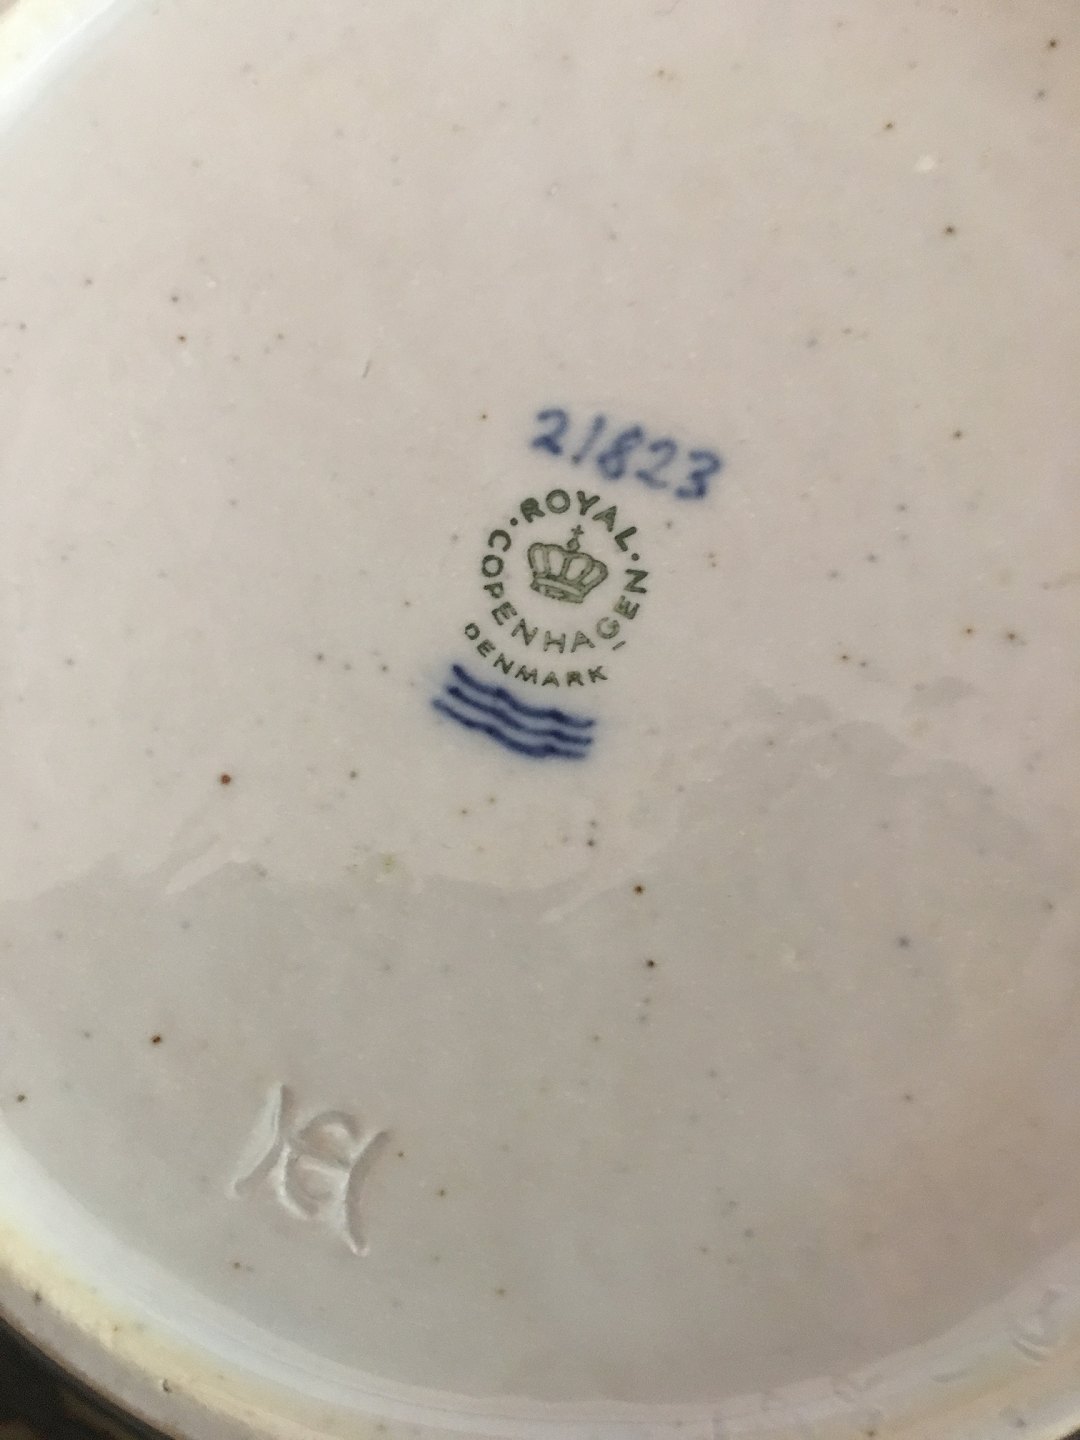 21823
ROYAL
COPENHAGEN
DENMARK